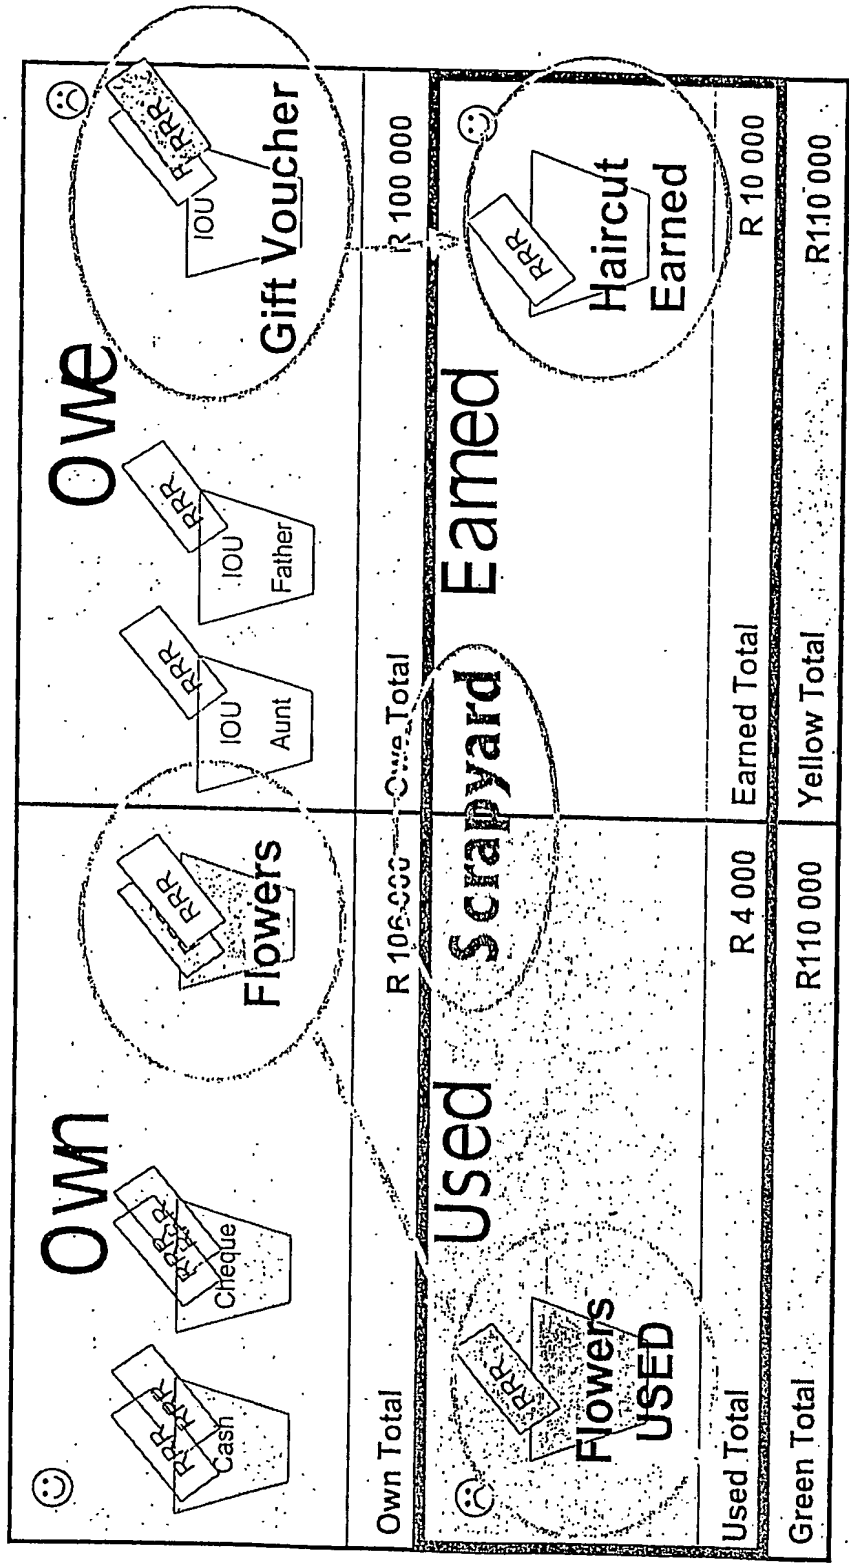 Own
RRR
RRR
Cash
RRR
RRR
Cheque
RRR
Flowers
Own Total R 106 000
Owe
RRR
IOU
Aunt
RRR
IOU
Father
RRR
IOU
Gift Voucher
Owe Total R 100 000
Used
Scrapyard
Earned
RRR
Flowers
USED
RRR
Haircut
Earned
Used Total R 4 000
Earned Total R 10 000
Green Total R110 000
Yellow Total R110 000